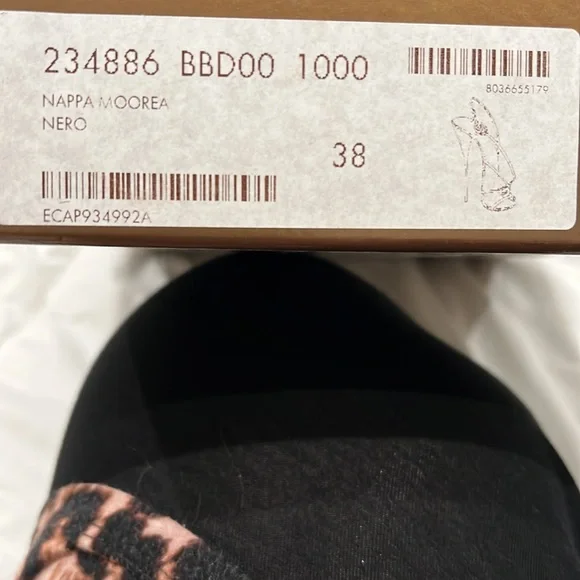 234886 BBD00 1000
8036655179
NAPPA MOOREA
NERO
38
ECAP934992A